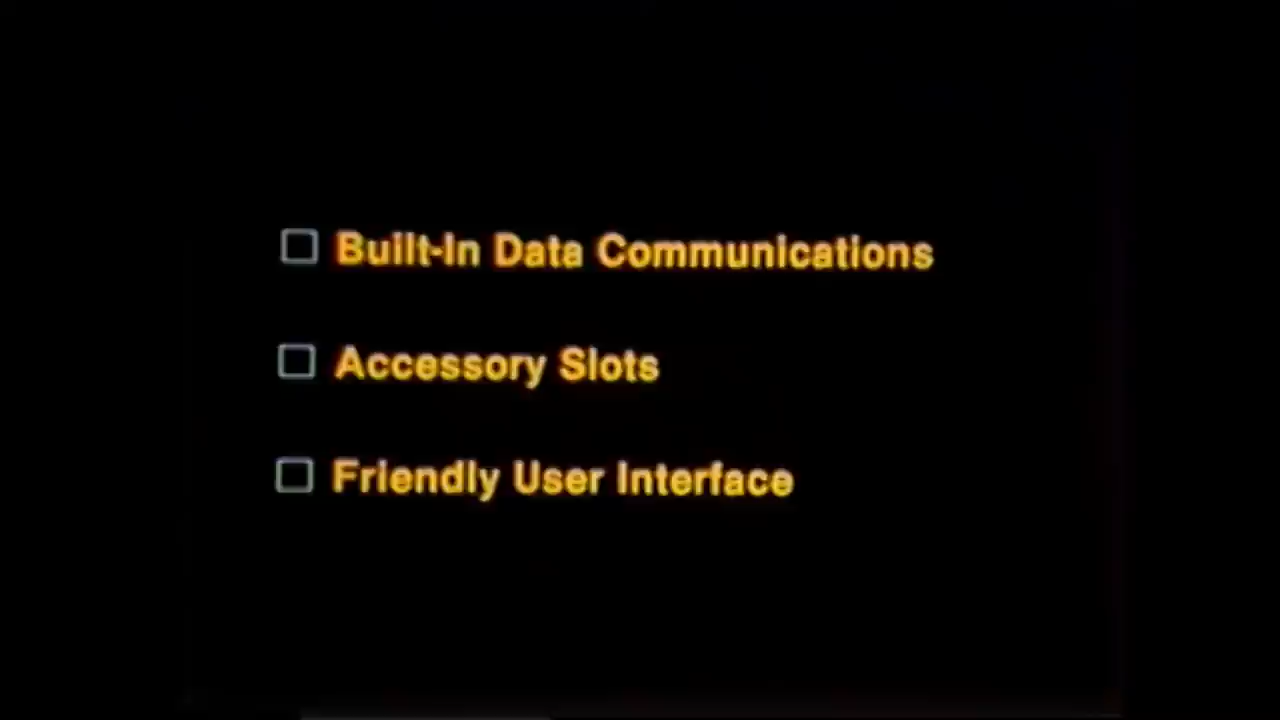 Built-In Data Communications
Accessory Slots
Friendly User Interface